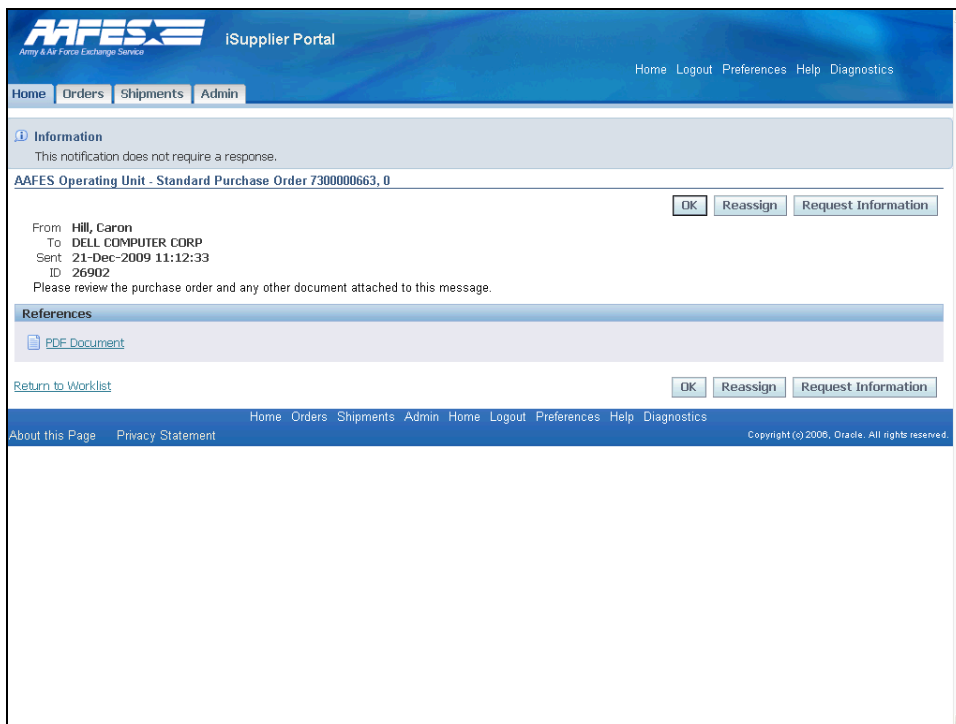 AAFES
Army & Air Force Exchange Service
iSupplier Portal
Home Logout Preferences Help Diagnostics
Home Orders Shipments Admin
Information
This notification does not require a response.
AAFES Operating Unit - Standard Purchase Order 7300000663, 0
OK Reassign Request Information
From Hill, Caron
To DELL COMPUTER CORP
Sent 21-Dec-2009 11:12:33
ID 26902
Please review the purchase order and any other document attached to this message.
References
PDF Document
Return to Worklist OK Reassign Request Information
Home Orders Shipments Admin Home Logout Preferences Help Diagnostics
About this Page Privacy Statement Copyright (c) 2006, Oracle. All rights reserved.